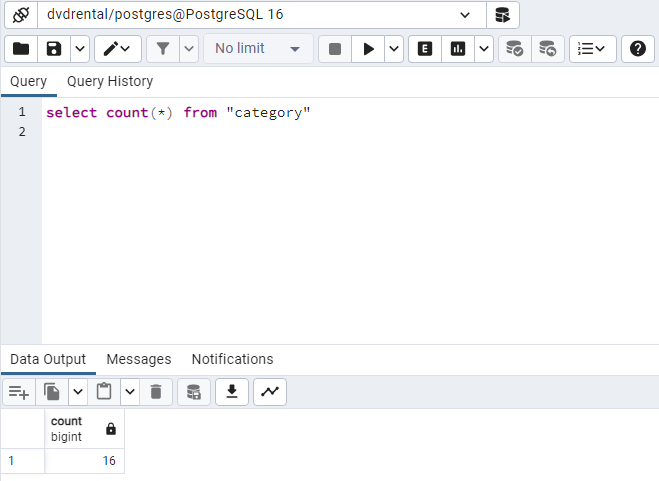 dvdrental/postgres@PostgreSQL 16
No limit
E
Query Query History
1 select count(*) from "category"
2
Data Output Messages Notifications
count
bigint
1 16